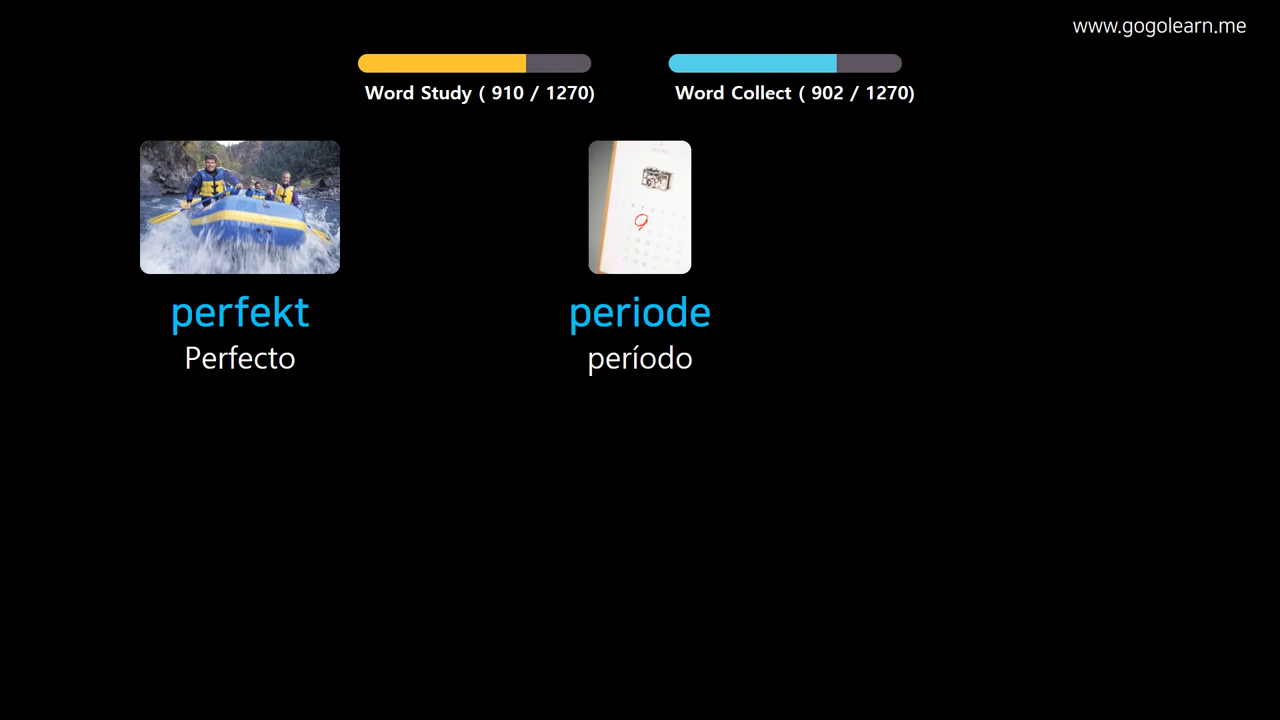 www.gogolearn.me
Word Study ( 910 / 1270)
Word Collect ( 902 / 1270)
perfekt
Perfecto
periode
período